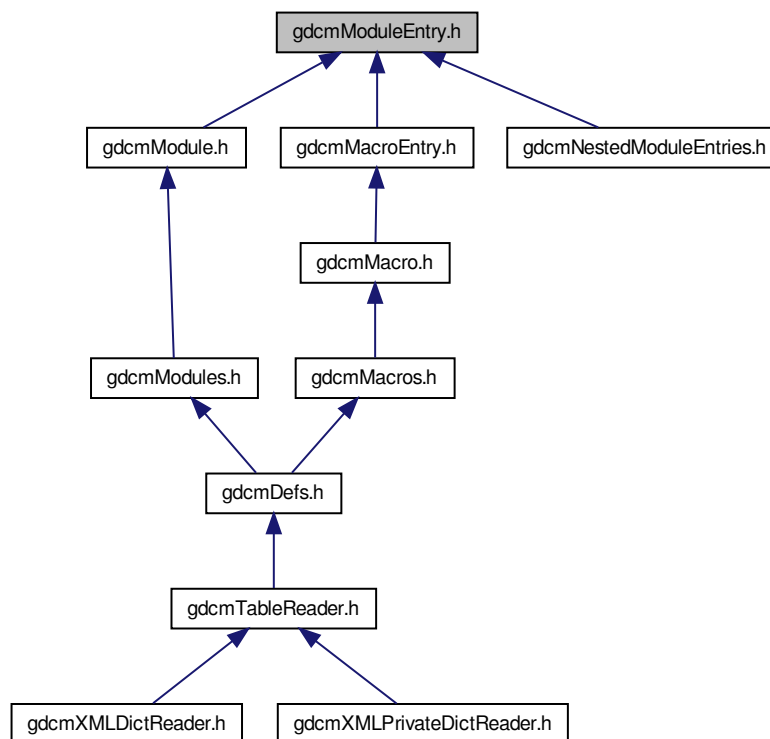 gdcmModuleEntry.h
gdcmModule.h
gdcmMacroEntry.h
gdcmNestedModuleEntries.h
gdcmMacro.h
gdcmModules.h
gdcmMacros.h
gdcmDefs.h
gdcmTableReader.h
gdcmXMLDictReader.h
gdcmXMLPrivateDictReader.h